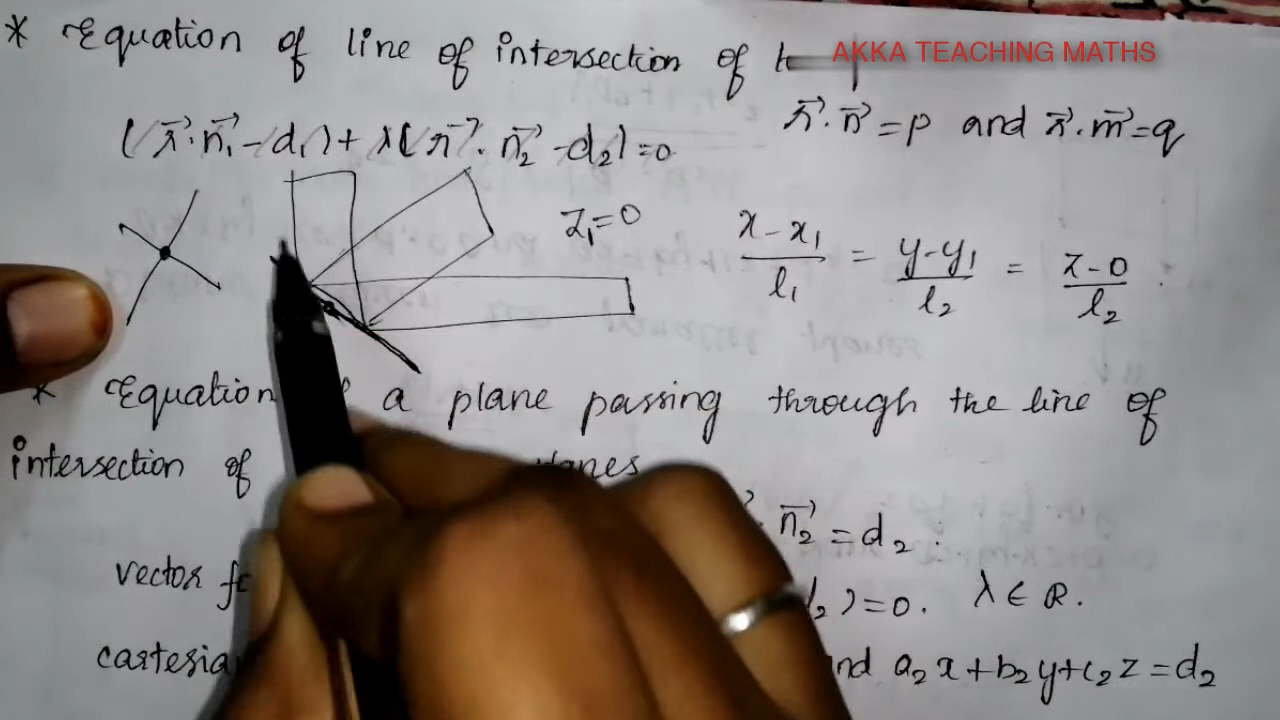 * Equation of line of intersection of
AKKA TEACHING MATHS
r⃗·n⃗=p and r⃗·m⃗=q
(r⃗·n⃗₁-d₁)+λ(r⃗·n⃗₂-d₂)=0
z₁=0
x-x₁/l₁ = y-y₁/l₂ = z-0/l₂
* Equation a plane passing through the line of
intersection of
n⃗₂=d₂
vector
)=0. λ∈R.
a₂x+b₂y+c₂z=d₂